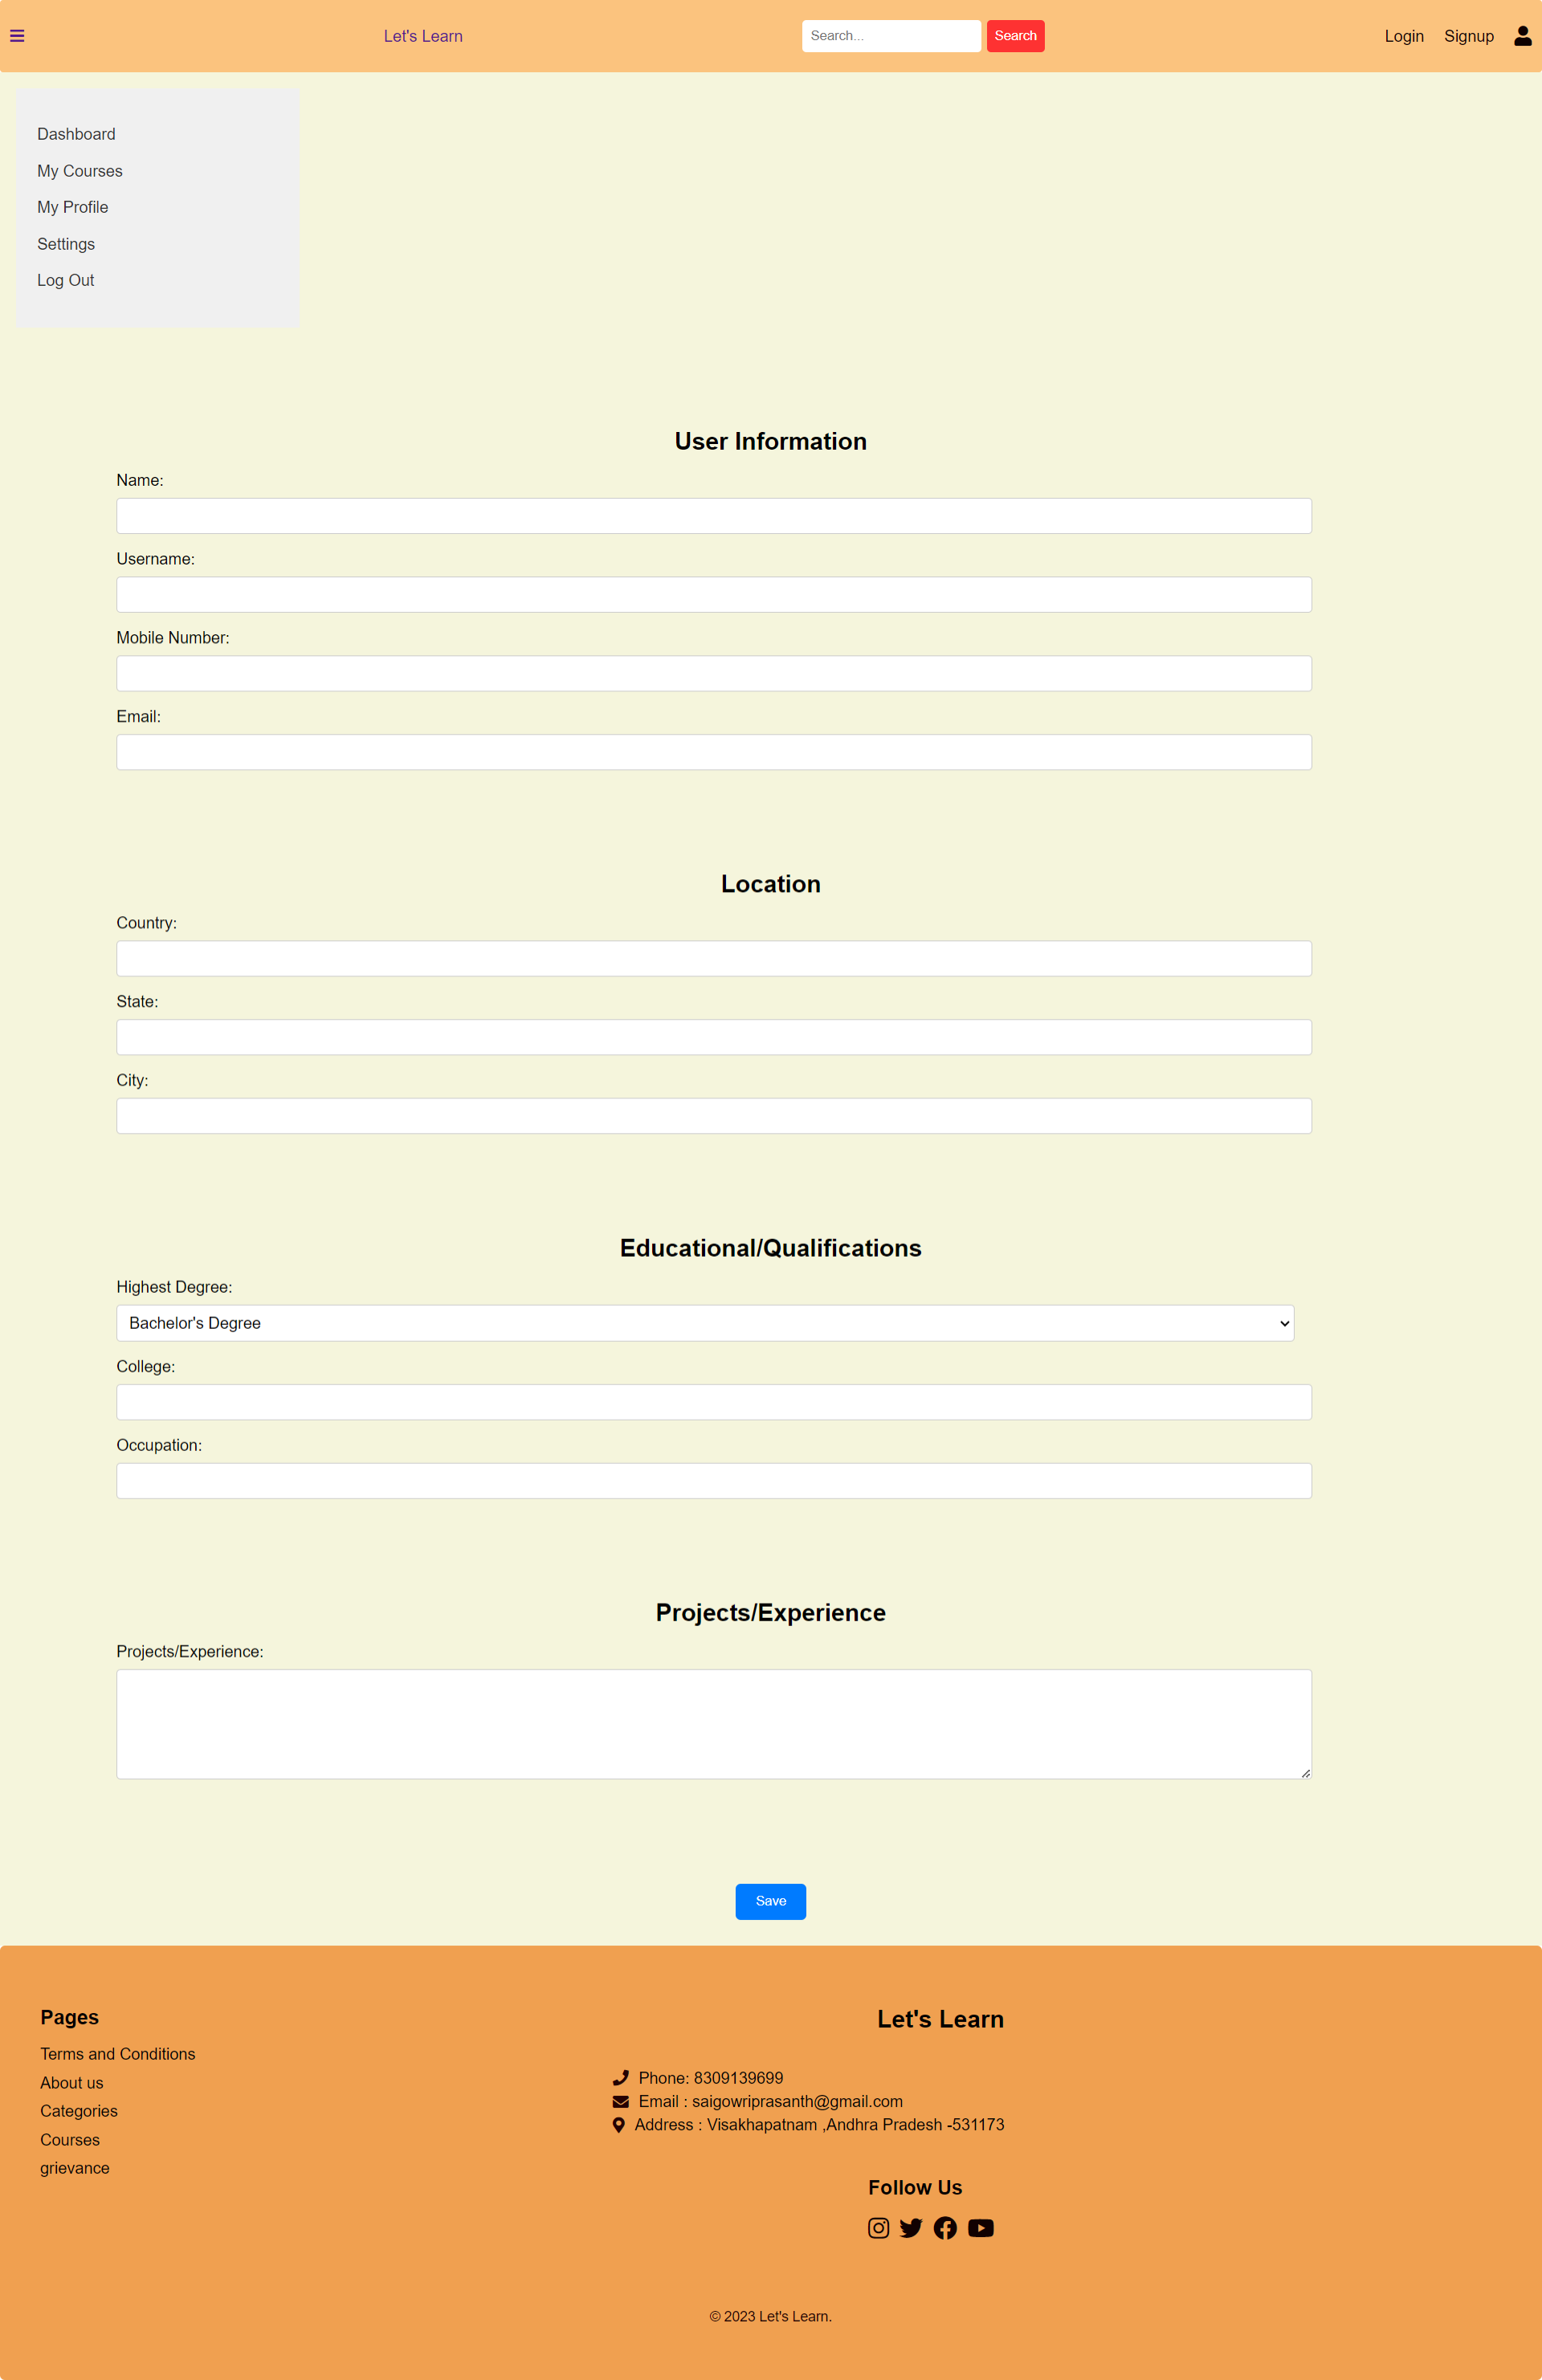 Let's Learn
Search...
Search
Login
Signup
Dashboard
My Courses
My Profile
Settings
Log Out
User Information
Name:
Username:
Mobile Number:
Email:
Location
Country:
State:
City:
Educational/Qualifications
Highest Degree:
Bachelor's Degree
College:
Occupation:
Projects/Experience
Projects/Experience:
Save
Pages
Terms and Conditions
About us
Categories
Courses
grievance
Let's Learn
Phone: 8309139699
Email : saigowriprasanth@gmail.com
Address : Visakhapatnam ,Andhra Pradesh -531173
Follow Us
© 2023 Let's Learn.